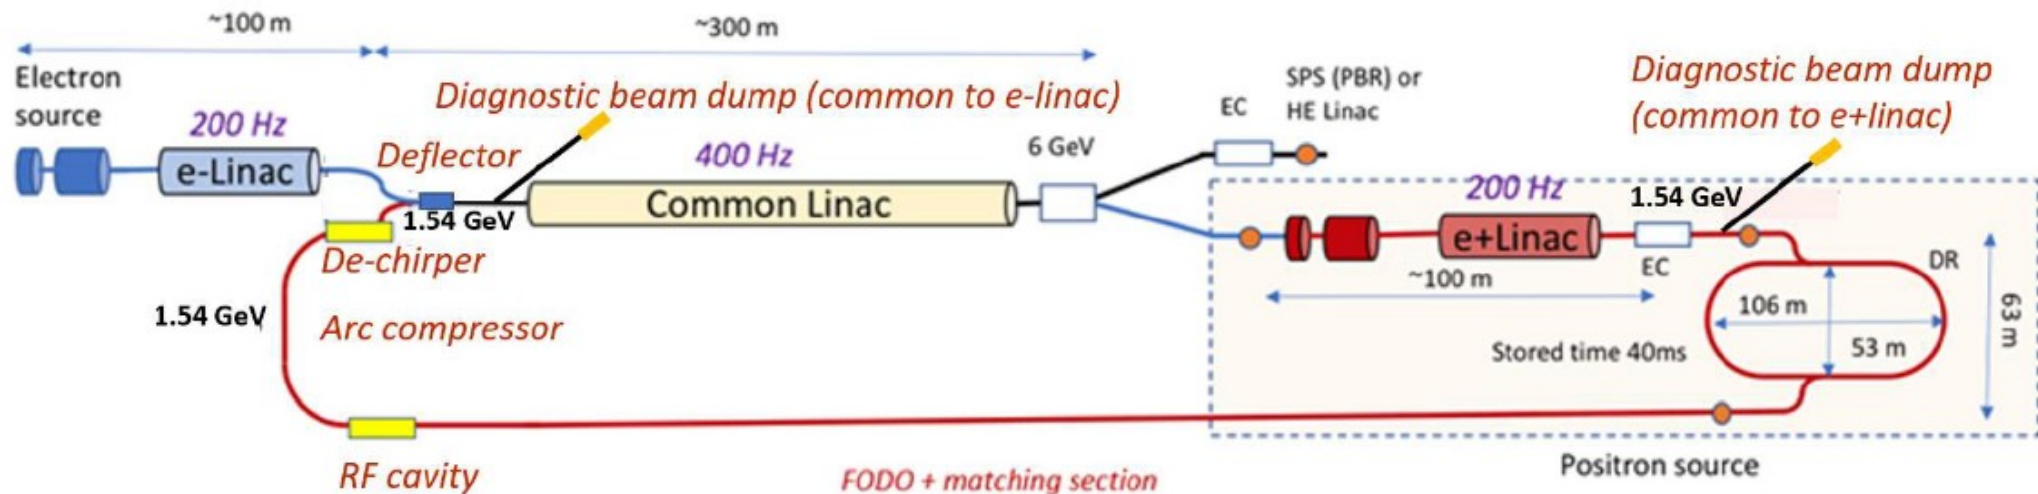 ~100 m
~300 m
Electron
source
200 Hz
e-Linac
Deflector
Diagnostic beam dump (common to e-linac)
400 Hz
Common Linac
6 GeV
EC
SPS (PBR) or
HE Linac
Diagnostic beam dump
(common to e+linac)
1.54 GeV
De-chirper
1.54 GeV
Arc compressor
RF cavity
FODO + matching section
200 Hz
e+Linac
1.54 GeV
EC
~100 m
DR
106 m
53 m
63 m
Stored time 40ms
Positron source